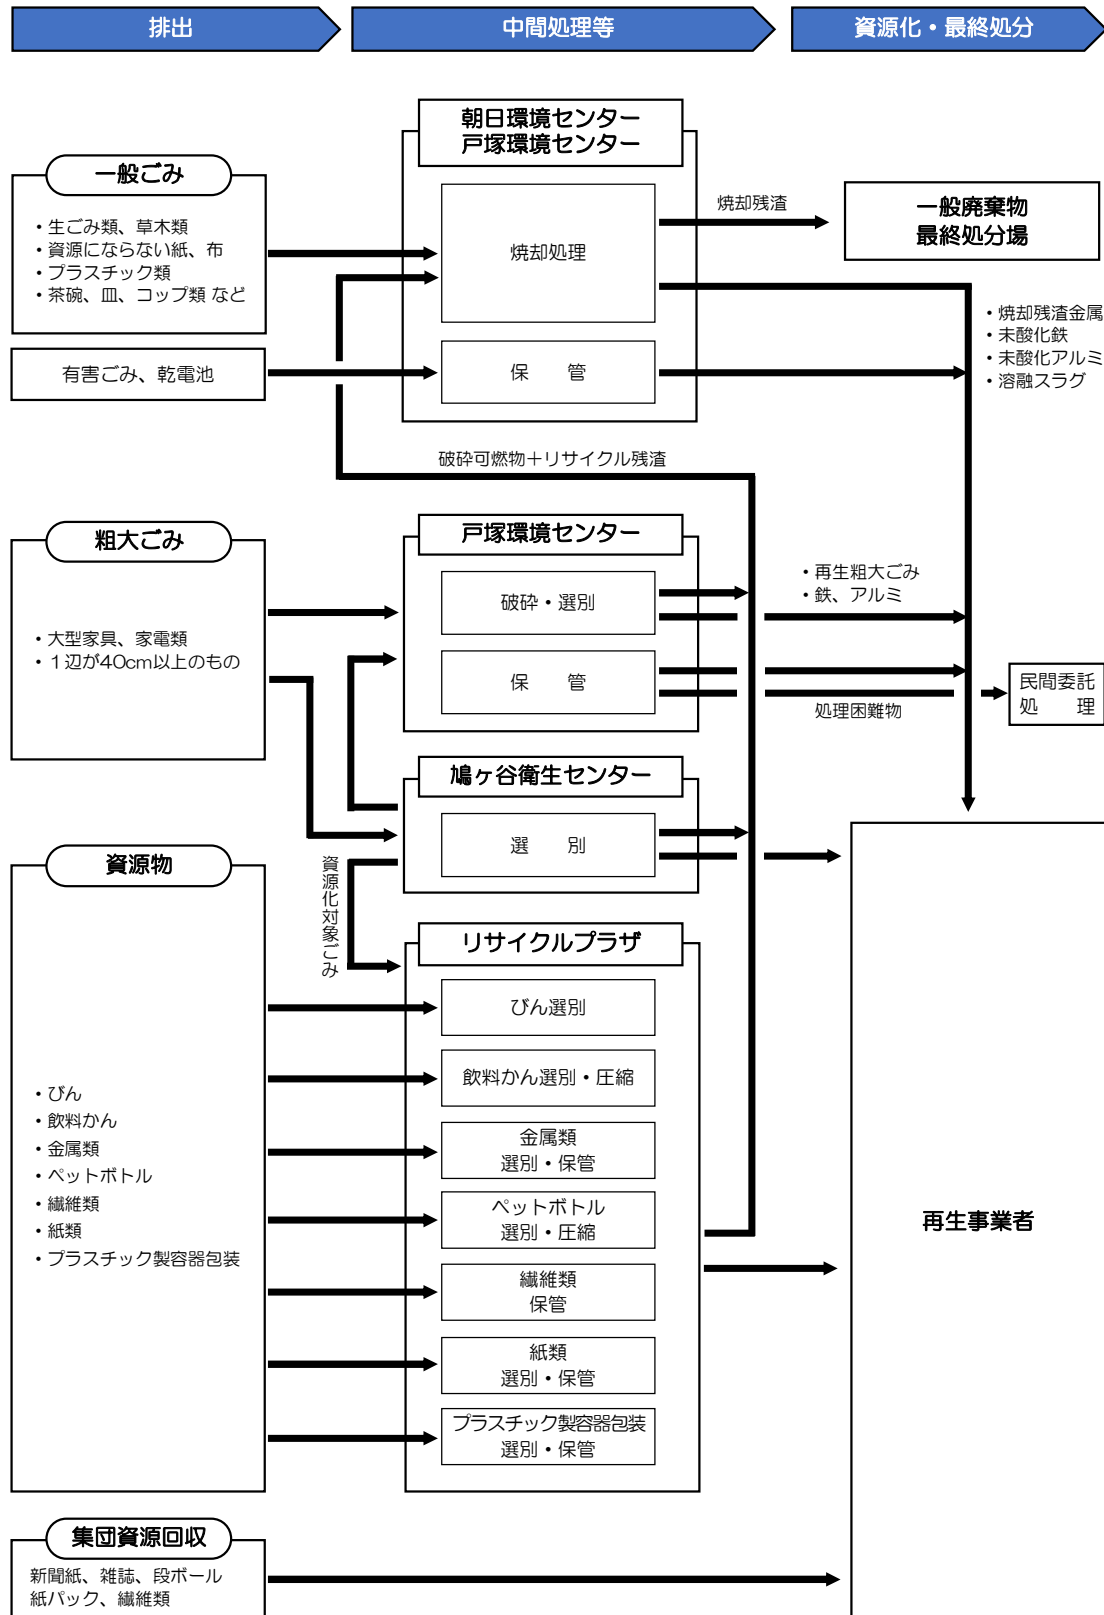 排出
中間処理等
資源化・最終処分
朝日環境センター
戸塚環境センター
一般ごみ
・生ごみ類、草木類
・資源にならない紙、布
・プラスチック類
・茶碗、皿、コップ類 など
焼却処理
焼却残渣
一般廃棄物
最終処分場
・焼却残渣金属
・未酸化鉄
・未酸化アルミ
・溶融スラグ
有害ごみ、乾電池
保　管
破砕可燃物＋リサイクル残渣
粗大ごみ
・大型家具、家電類
・１辺が40cm以上のもの
戸塚環境センター
破砕・選別
保　管
・再生粗大ごみ
・鉄、アルミ
処理困難物
民間委託
処　理
鳩ヶ谷衛生センター
選　別
資源化対象ごみ
資源物
・びん
・飲料かん
・金属類
・ペットボトル
・繊維類
・紙類
・プラスチック製容器包装
リサイクルプラザ
びん選別
飲料かん選別・圧縮
金属類
選別・保管
ペットボトル
選別・圧縮
繊維類
保管
紙類
選別・保管
プラスチック製容器包装
選別・保管
再生事業者
集団資源回収
新聞紙、雑誌、段ボール
紙パック、繊維類